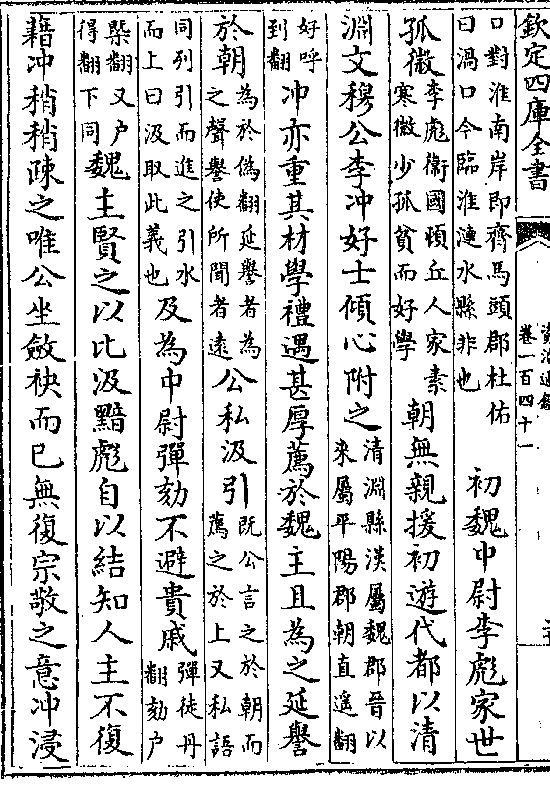 欽定四庫全書
資治通鑑
卷一百四十一
口對淮南岸即齊馬頭郡杜佑
曰渦口今臨淮漣水縣非也
初魏中尉李彪家世
孤微
李彪衛國頓丘人家素
寒微少孤貧而好學
朝無親援初遊代都以清
淵文穆公李冲好士傾心附之
清淵縣漢屬魏郡晉以
來屬平陽郡朝直遥翻
好呼
到翻
冲亦重其材學禮遇甚厚薦於魏主且為之延譽
於朝
為於偽翻延譽者為
之聲譽使所聞者遠
公私汲引
既公言之於朝而
薦之於上又私語
同列引而進之引水
而上曰汲取此義也
及為中尉彈劾不避貴戚
彈徒丹
翻劾户
槩翻又户
得翻下同
魏主賢之以比汲黯彪自以結知人主不復
藉冲稍稍疎之唯公坐斂袂而已無復宗敬之意冲浸